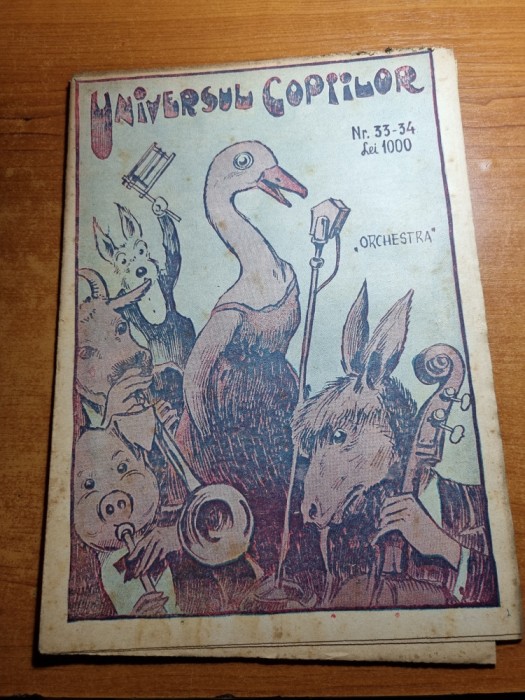 UNIVERSUL COPIILOR
Nr. 33-34
Lei 1000
„ORCHESTRA"